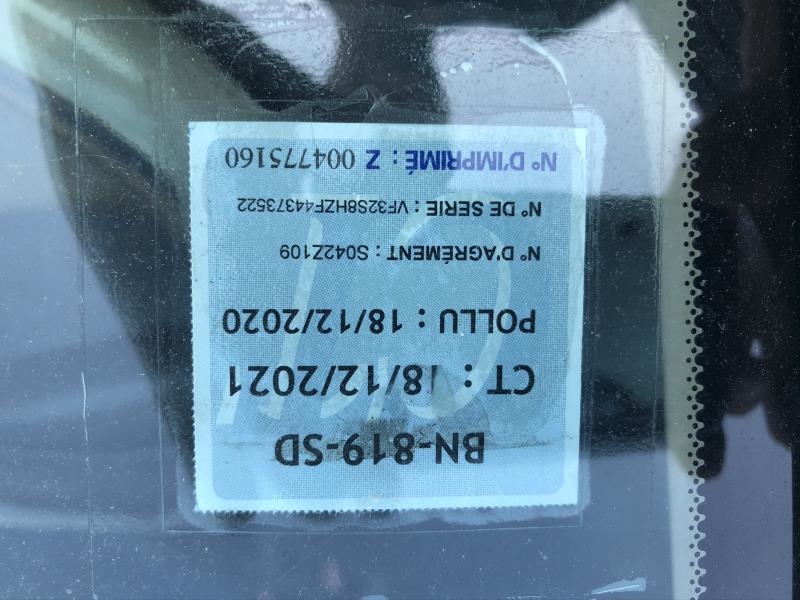 BN-819-SD
CT : 18/12/2021
POLLU : 18/12/2020
N° D'AGRÉMENT : S042Z109
N° DE SERIE : VF32S8HZF44373522
N° D'IMPRIMÉ : Z 004775160